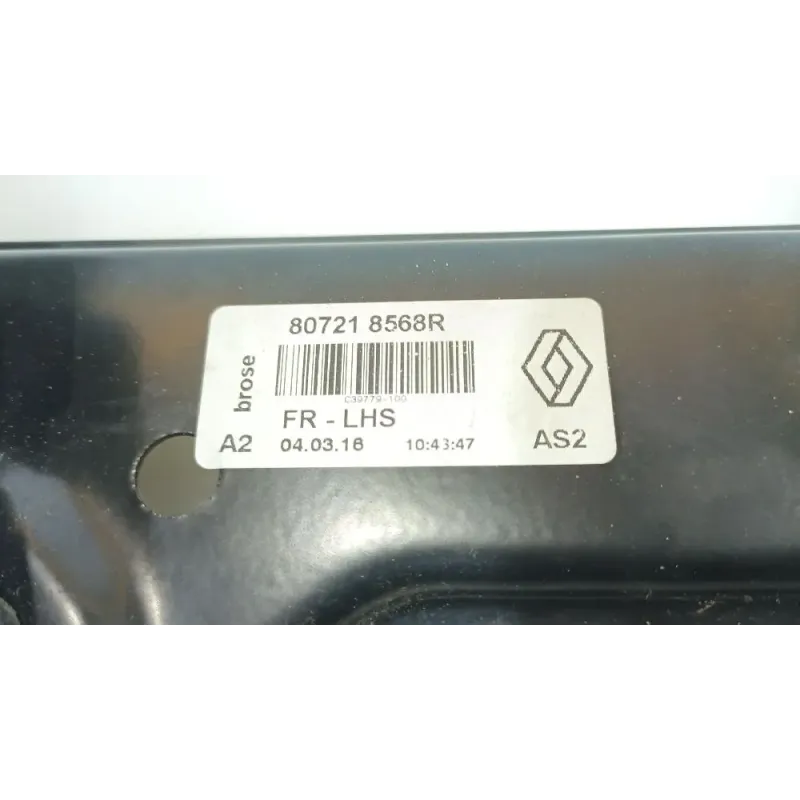 80721 8568R
brose
C39779-100
FR - LHS
A2 04.03.16 10:43:47 AS2